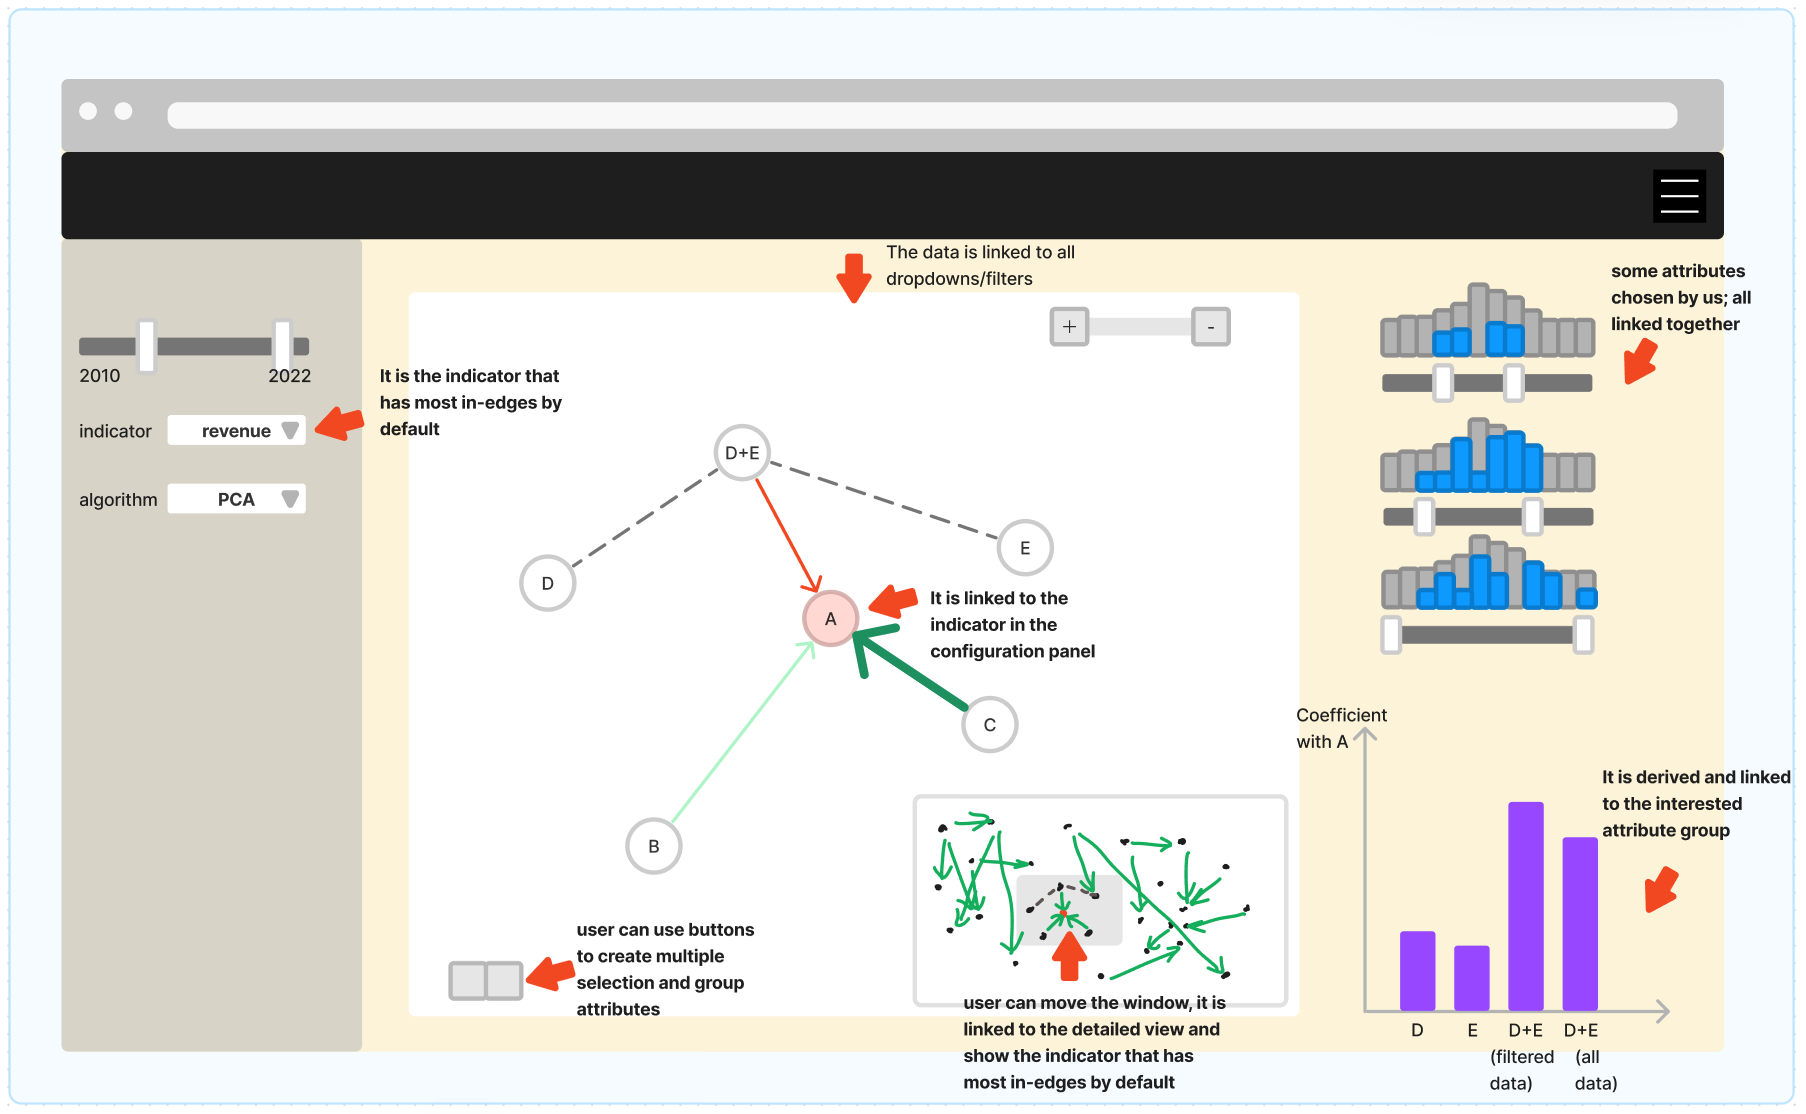 The data is linked to all
dropdowns/filters
some attributes
chosen by us; all
linked together
+
-
2010
2022
It is the indicator that
has most in-edges by
default
indicator
revenue
algorithm
PCA
D+E
D
E
A
It is linked to the
indicator in the
configuration panel
C
B
Coefficient
with A
It is derived and linked
to the interested
attribute group
user can use buttons
to create multiple
selection and group
attributes
user can move the window, it is
linked to the detailed view and
show the indicator that has
most in-edges by default
D
E
D+E
(filtered
data)
D+E
(all
data)